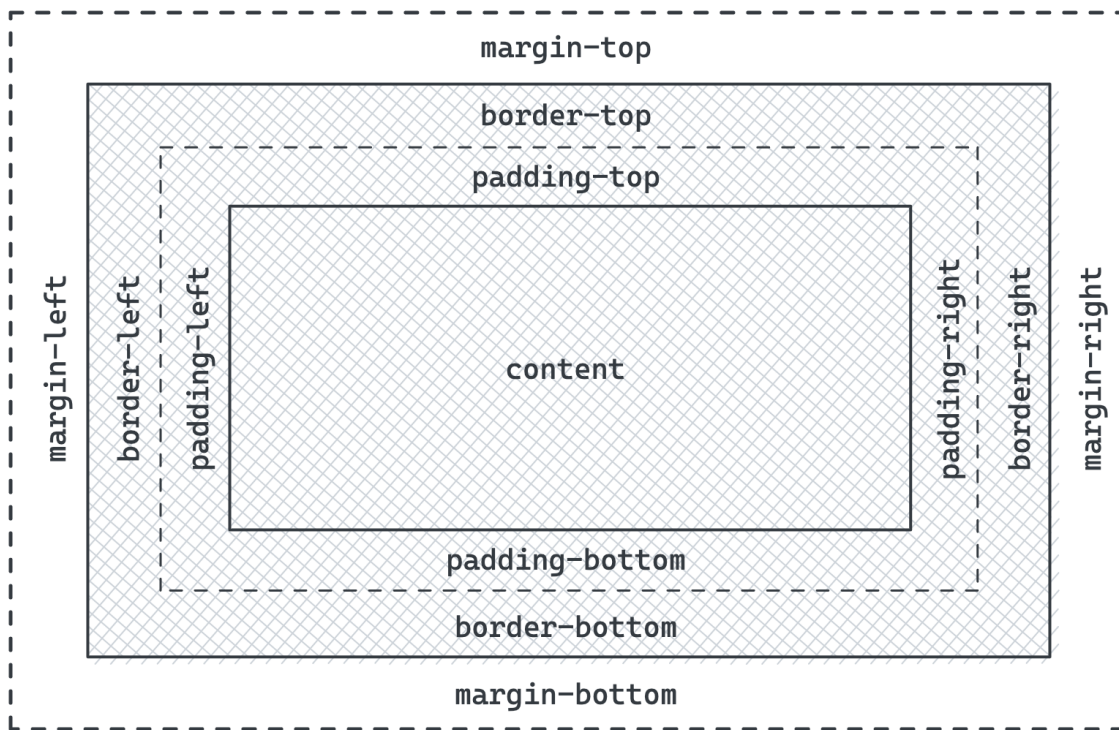 margin-top
border-top
padding-top
margin-left
border-left
padding-left
content
padding-right
border-right
margin-right
padding-bottom
border-bottom
margin-bottom